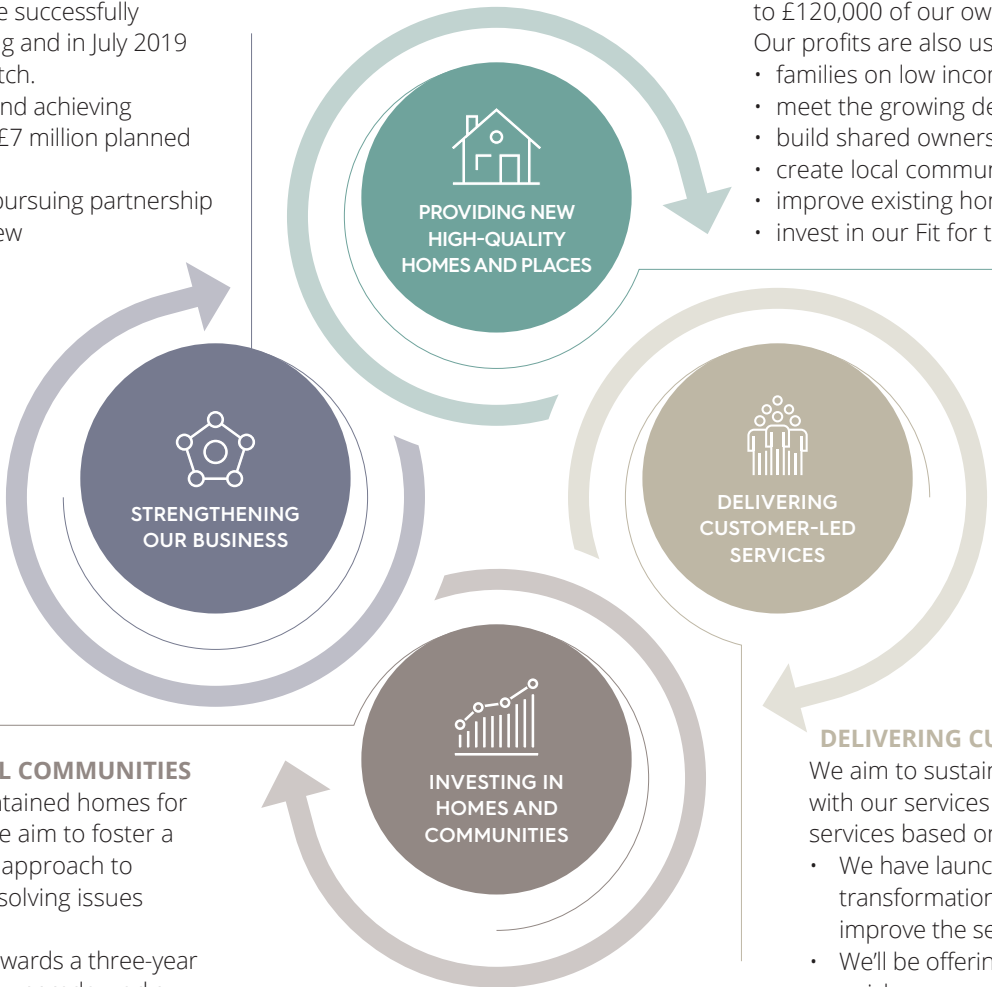 successfully
g and in July 2019
tch.
nd achieving
£7 million planned
pursuing partnership
ew
to £120,000 of our ow
Our profits are also us
• families on low incom
• meet the growing de
• build shared owners
• create local commun
• improve existing hom
• invest in our Fit for t
PROVIDING NEW
HIGH-QUALITY
HOMES AND PLACES
STRENGTHENING
OUR BUSINESS
DELIVERING
CUSTOMER-LED
SERVICES
INVESTING IN
HOMES AND
COMMUNITIES
L COMMUNITIES
ntained homes for
e aim to foster a
approach to
solving issues
wards a three-year
DELIVERING CU
We aim to sustain
with our services
services based on
• We have launc
transformation
improve the se
• We'll be offerin